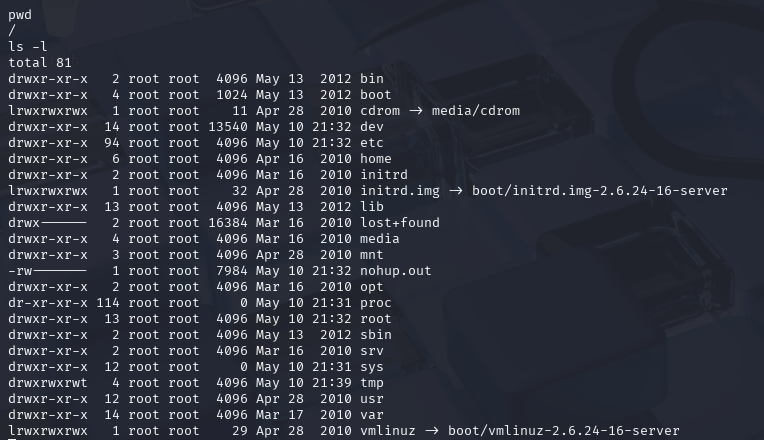 pwd
/
ls -l
total 81
drwxr-xr-x   2 root root  4096 May 13  2012 bin
drwxr-xr-x   4 root root  1024 May 13  2012 boot
lrwxrwxrwx   1 root root    11 Apr 28  2010 cdrom -> media/cdrom
drwxr-xr-x  14 root root 13540 May 10 21:32 dev
drwxr-xr-x  94 root root  4096 May 10 21:32 etc
drwxr-xr-x   6 root root  4096 Apr 16  2010 home
drwxr-xr-x   2 root root  4096 Mar 16  2010 initrd
lrwxrwxrwx   1 root root    32 Apr 28  2010 initrd.img -> boot/initrd.img-2.6.24-16-server
drwxr-xr-x  13 root root  4096 May 13  2012 lib
drwx------   2 root root 16384 Mar 16  2010 lost+found
drwxr-xr-x   4 root root  4096 Mar 16  2010 media
drwxr-xr-x   3 root root  4096 Apr 28  2010 mnt
-rw-------   1 root root  7984 May 10 21:32 nohup.out
drwxr-xr-x   2 root root  4096 Mar 16  2010 opt
dr-xr-xr-x 114 root root     0 May 10 21:31 proc
drwxr-xr-x  13 root root  4096 May 10 21:32 root
drwxr-xr-x   2 root root  4096 May 13  2012 sbin
drwxr-xr-x   2 root root  4096 Mar 16  2010 srv
drwxr-xr-x  12 root root     0 May 10 21:31 sys
drwxrwxrwt   4 root root  4096 May 10 21:39 tmp
drwxr-xr-x  12 root root  4096 Apr 28  2010 usr
drwxr-xr-x  14 root root  4096 Mar 17  2010 var
lrwxrwxrwx   1 root root    29 Apr 28  2010 vmlinuz -> boot/vmlinuz-2.6.24-16-server